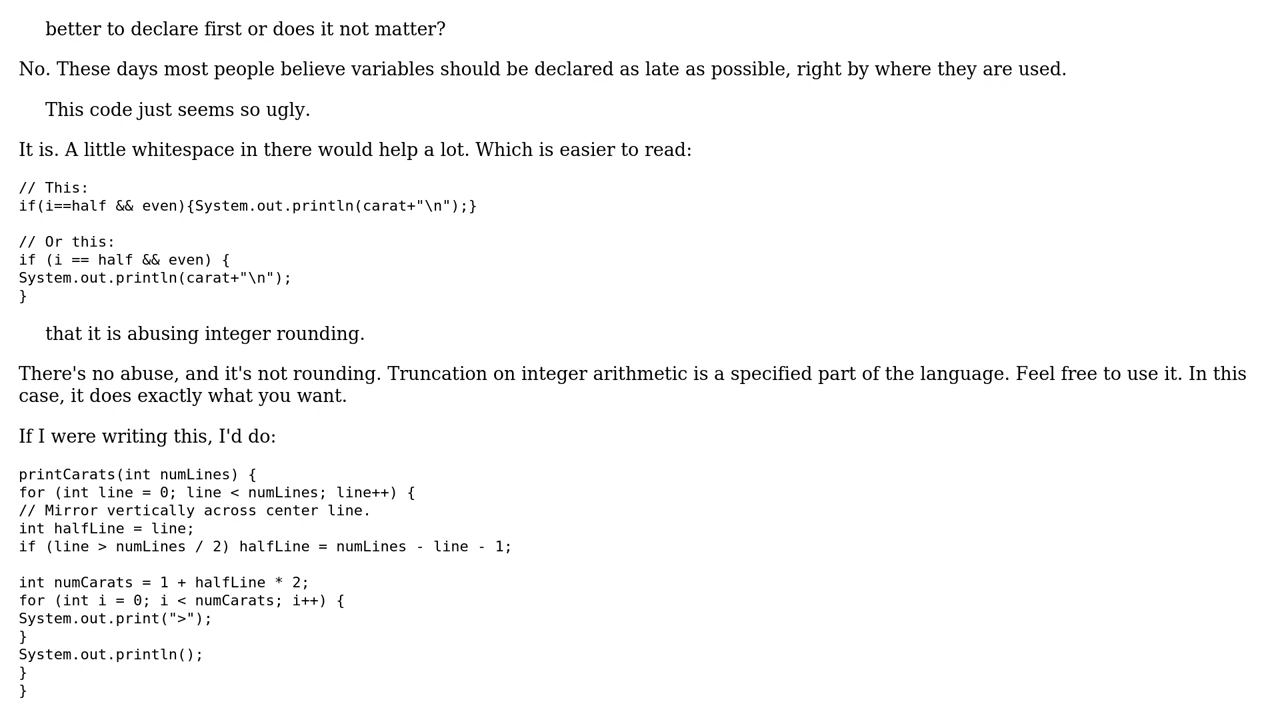 better to declare first or does it not matter?
No. These days most people believe variables should be declared as late as possible, right by where they are used.
This code just seems so ugly.
It is. A little whitespace in there would help a lot. Which is easier to read:
// This:
if(i==half && even){System.out.println(carat+"\n");}
// Or this:
if (i == half && even) {
System.out.println(carat+"\n");
}
that it is abusing integer rounding.
There's no abuse, and it's not rounding. Truncation on integer arithmetic is a specified part of the language. Feel free to use it. In this
case, it does exactly what you want.
If I were writing this, I'd do:
printCarats(int numLines) {
for (int line = 0; line < numLines; line++) {
// Mirror vertically across center line.
int halfLine = line;
if (line > numLines / 2) halfLine = numLines - line - 1;
int numCarats = 1 + halfLine * 2;
for (int i = 0; i < numCarats; i++) {
System.out.print(">");
}
System.out.println();
}
}